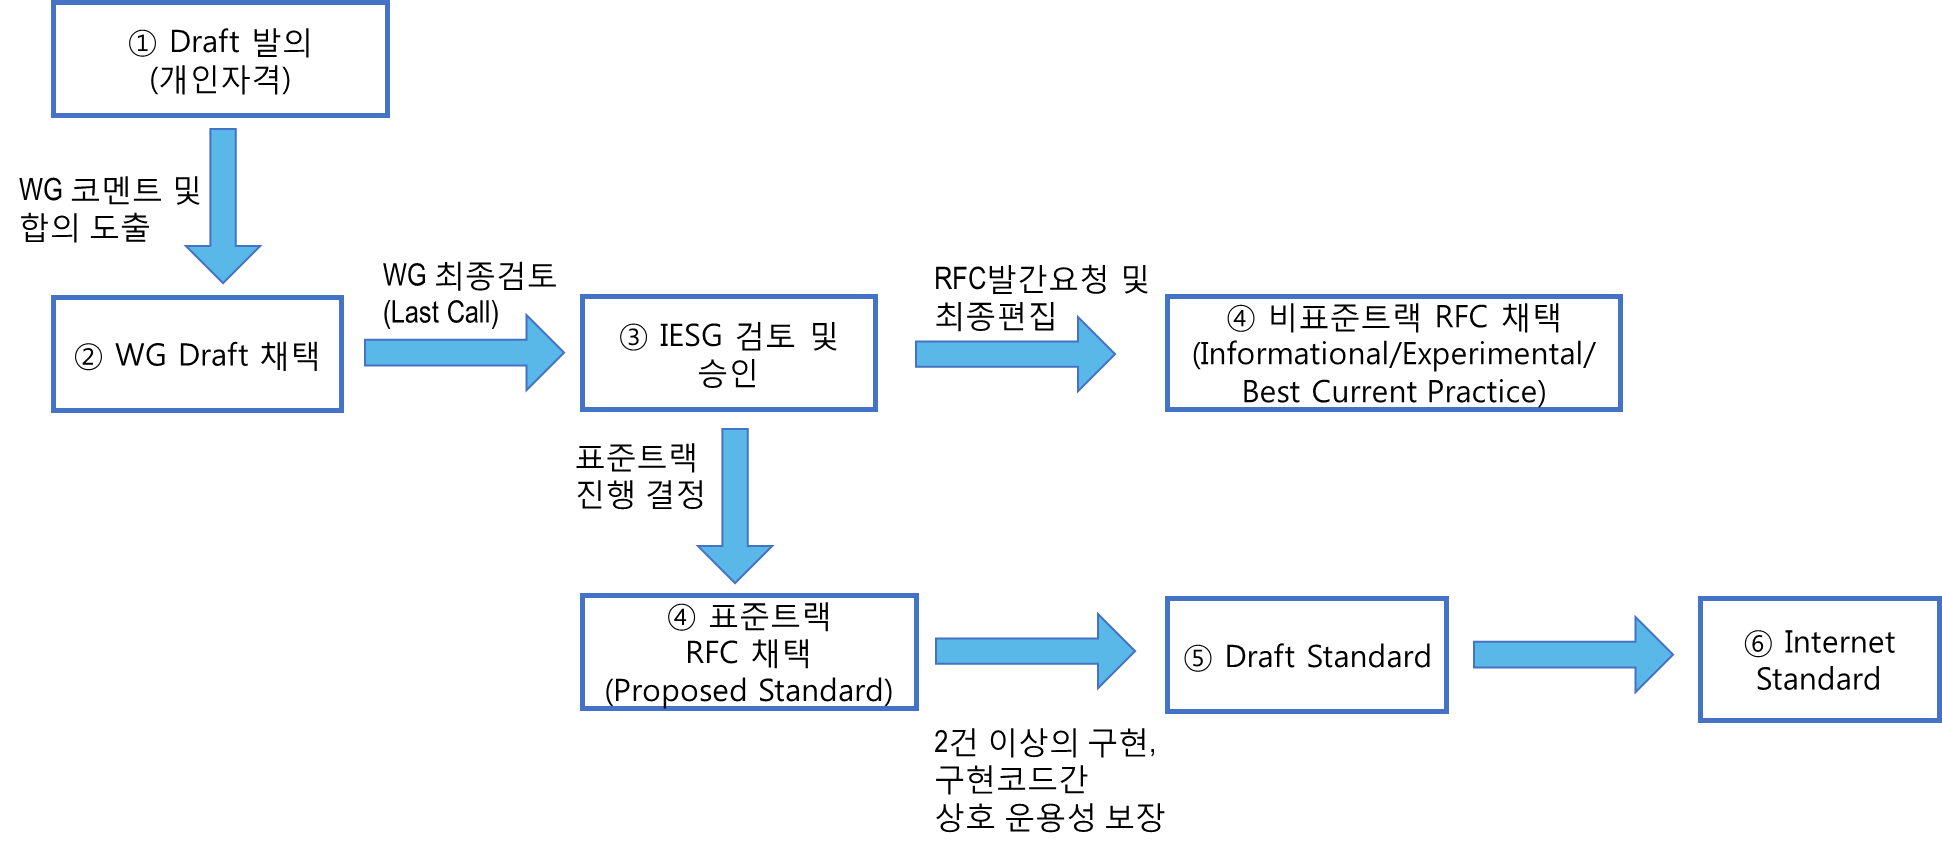 ① Draft 발의
(개인자격)
WG 코멘트 및
합의 도출
② WG Draft 채택
WG 최종검토
(Last Call)
③ IESG 검토 및
승인
RFC발간요청 및
최종편집
④ 비표준트랙 RFC 채택
(Informational/Experimental/
Best Current Practice)
표준트랙
진행 결정
④ 표준트랙
RFC 채택
(Proposed Standard)
2건 이상의 구현,
구현코드간
상호 운용성 보장
⑤ Draft Standard
⑥ Internet
Standard